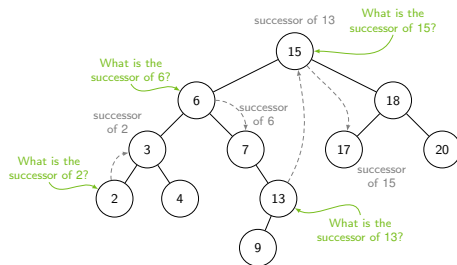 successor of 13
What is the
successor of 15?
15
What is the
successor of 6?
6
successor
of 6
18
successor
of 2
3
7
17
20
What is the
successor of 2?
successor
of 15
2
4
13
What is the
successor of 13?
9